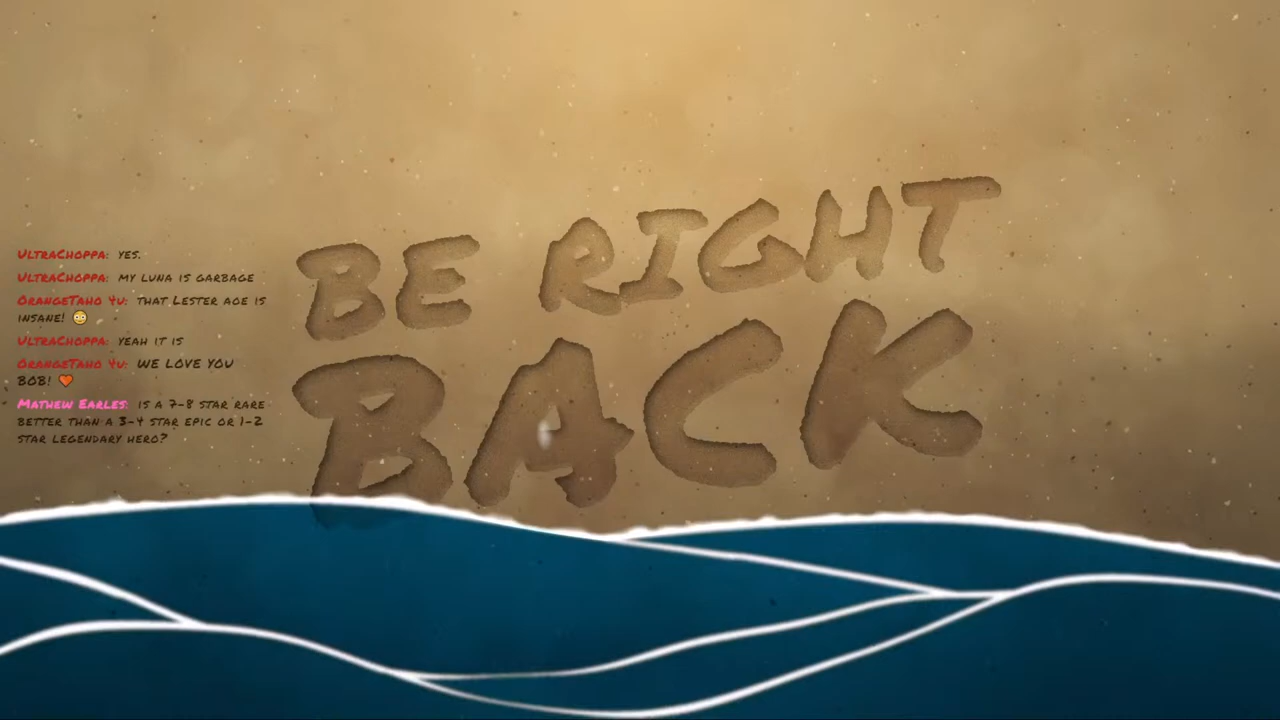 BE RIGHT
BACK
UltraChoppa: yes.
UltraChoppa: my luna is garbage
OrangeTaho 4u: that Lester aoe is
insane! 😳
UltraChoppa: yeah it is
OrangeTaho 4u: WE LOVE YOU
BOB! 🧡
Mathew Earles: is a 7-8 star rare
better than a 3-4 star epic or 1-2
star legendary hero?